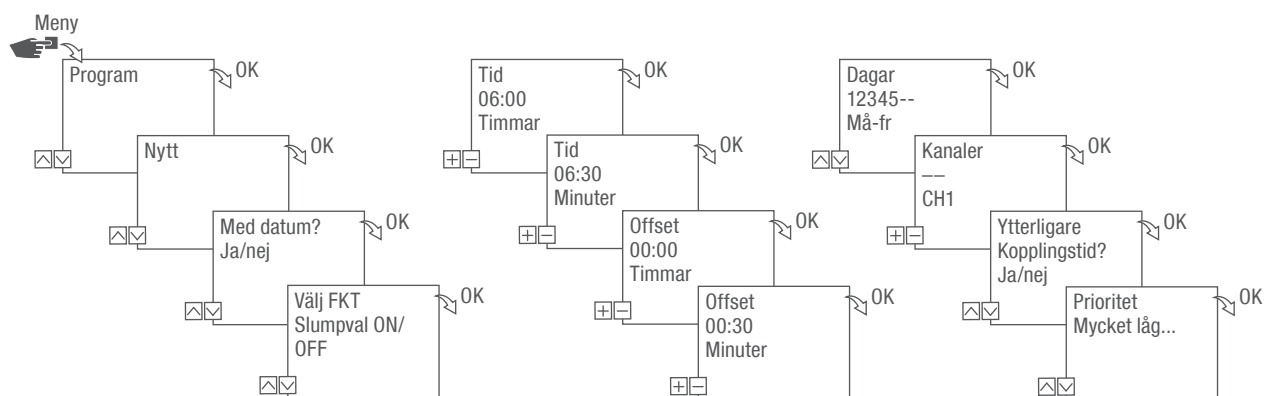 Meny
Program
OK
Nytt
OK
Med datum?
Ja/nej
OK
Välj FKT
Slumpval ON/
OFF
OK
Tid
06:00
Timmar
OK
Tid
06:30
Minuter
OK
Offset
00:00
Timmar
OK
Offset
00:30
Minuter
OK
Dagar
12345--
Må-fr
OK
Kanaler
––
CH1
OK
Ytterligare
Kopplingstid?
Ja/nej
OK
Prioritet
Mycket låg...
OK